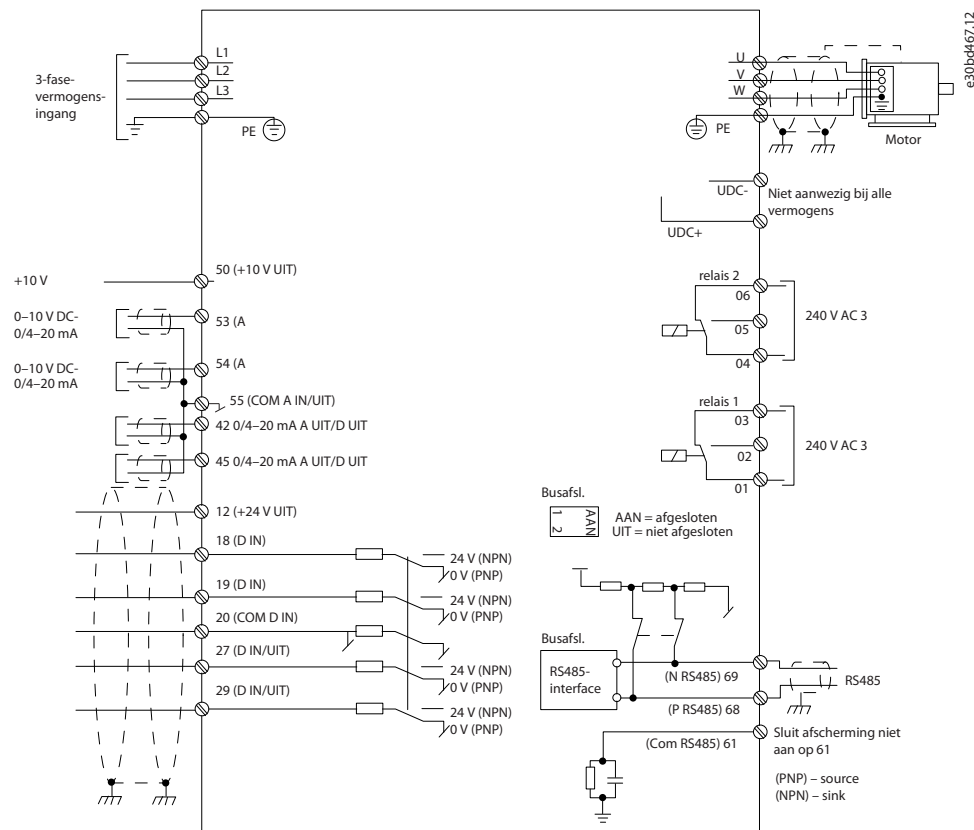 e30bd467.12
3-fase-
vermogens-
ingang
L1
L2
L3
PE
U
V
W
PE
Motor
UDC-
Niet aanwezig bij alle
vermogens
UDC+
+10 V
50 (+10 V UIT)
0–10 V DC-
0/4–20 mA
53 (A
0–10 V DC-
0/4–20 mA
54 (A
55 (COM A IN/UIT)
42 0/4–20 mA A UIT/D UIT
45 0/4–20 mA A UIT/D UIT
12 (+24 V UIT)
18 (D IN)
24 V (NPN)
0 V (PNP)
19 (D IN)
24 V (NPN)
0 V (PNP)
20 (COM D IN)
27 (D IN/UIT)
24 V (NPN)
0 V (PNP)
29 (D IN/UIT)
24 V (NPN)
0 V (PNP)
relais 2
06
05
04
240 V AC 3
relais 1
03
02
01
240 V AC 3
Busafsl.
1 2
AAN
AAN = afgesloten
UIT = niet afgesloten
Busafsl.
RS485-
interface
(N RS485) 69
RS485
(P RS485) 68
(Com RS485) 61
Sluit afscherming niet
aan op 61
(PNP) – source
(NPN) – sink